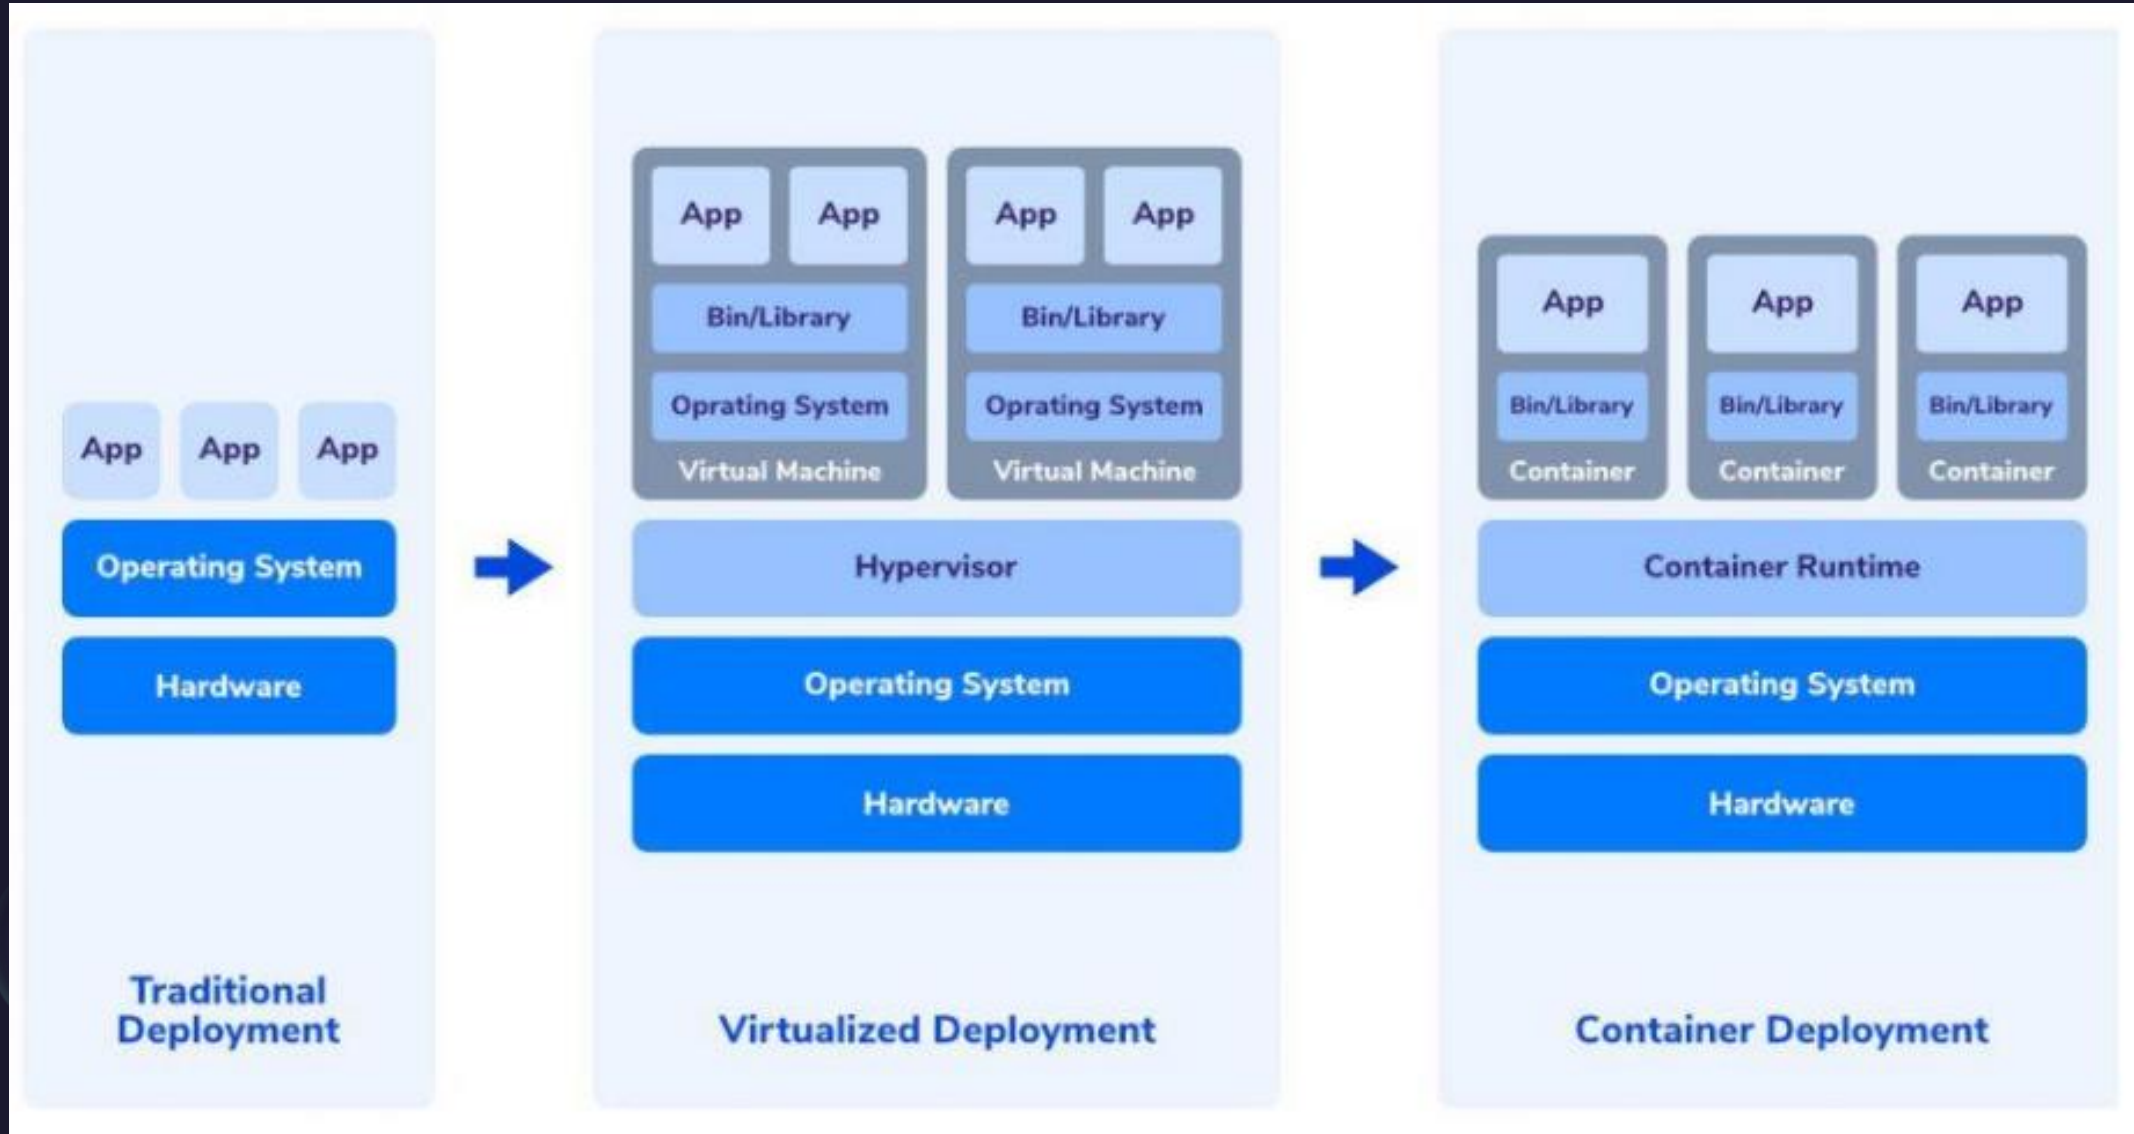 App App App
Operating System
Hardware
Traditional
Deployment
App App App App
Bin/Library Bin/Library
Oprating System Oprating System
Virtual Machine Virtual Machine
Hypervisor
Operating System
Hardware
Virtualized Deployment
App App App
Bin/Library Bin/Library Bin/Library
Container Container Container
Container Runtime
Operating System
Hardware
Container Deployment